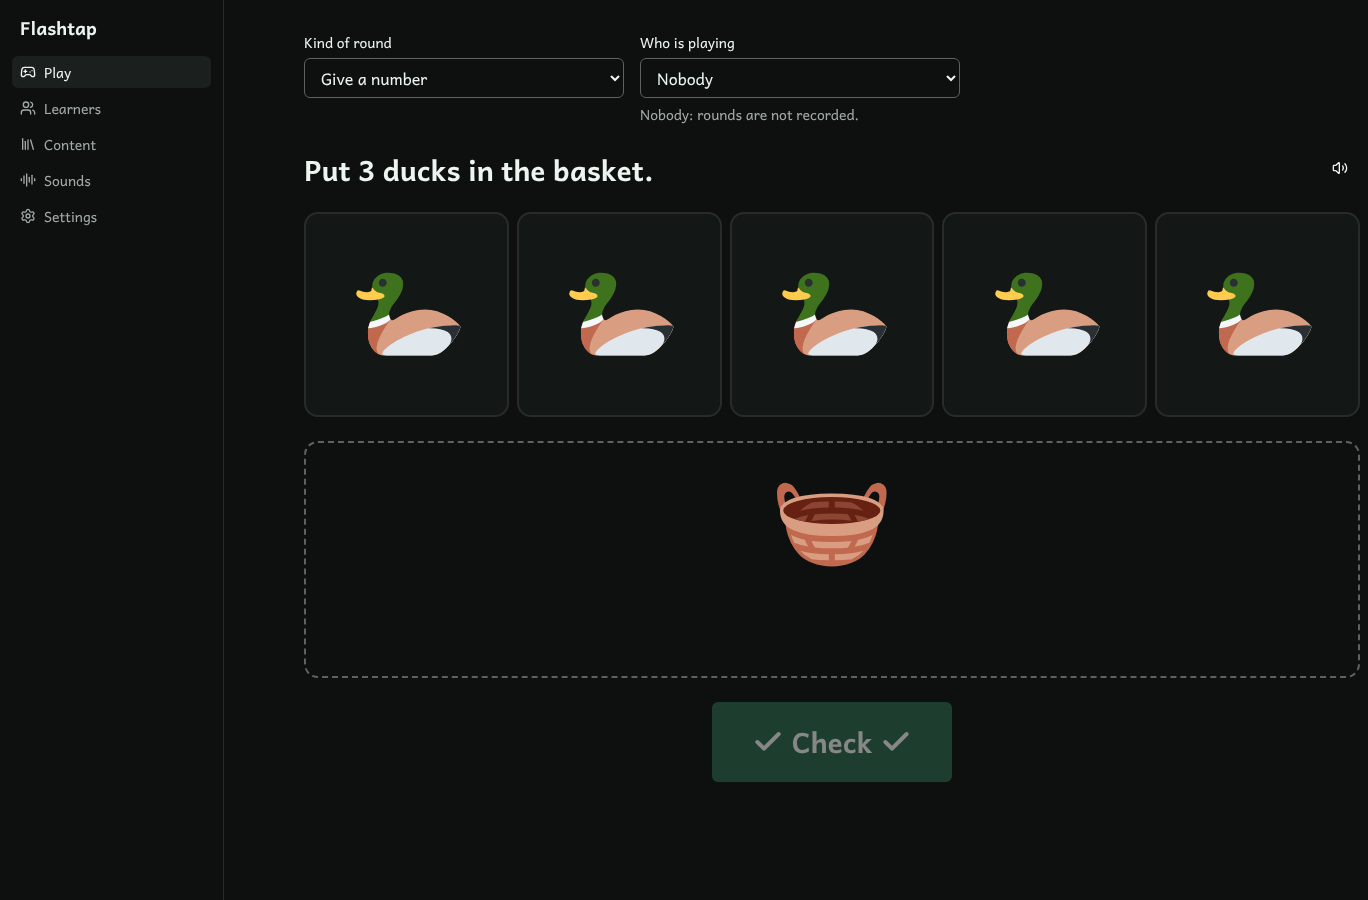 Flashtap
Play
Learners
Content
Sounds
Settings
Kind of round
Give a number
Who is playing
Nobody
Nobody: rounds are not recorded.
Put 3 ducks in the basket.
Check